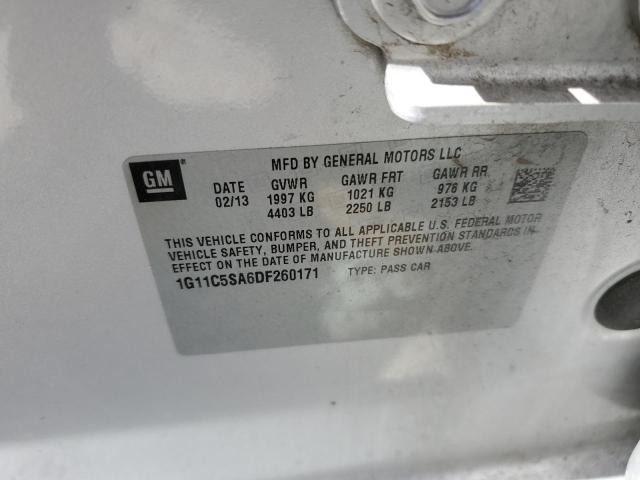 GM
MFD BY GENERAL MOTORS LLC
DATE GVWR GAWR FRT GAWR RR
02/13 1997 KG 1021 KG 976 KG
4403 LB 2250 LB 2153 LB
THIS VEHICLE CONFORMS TO ALL APPLICABLE U.S. FEDERAL MOTOR
VEHICLE SAFETY, BUMPER, AND THEFT PREVENTION STANDARDS IN
EFFECT ON THE DATE OF MANUFACTURE SHOWN ABOVE.
1G11C5SA6DF260171 TYPE: PASS CAR